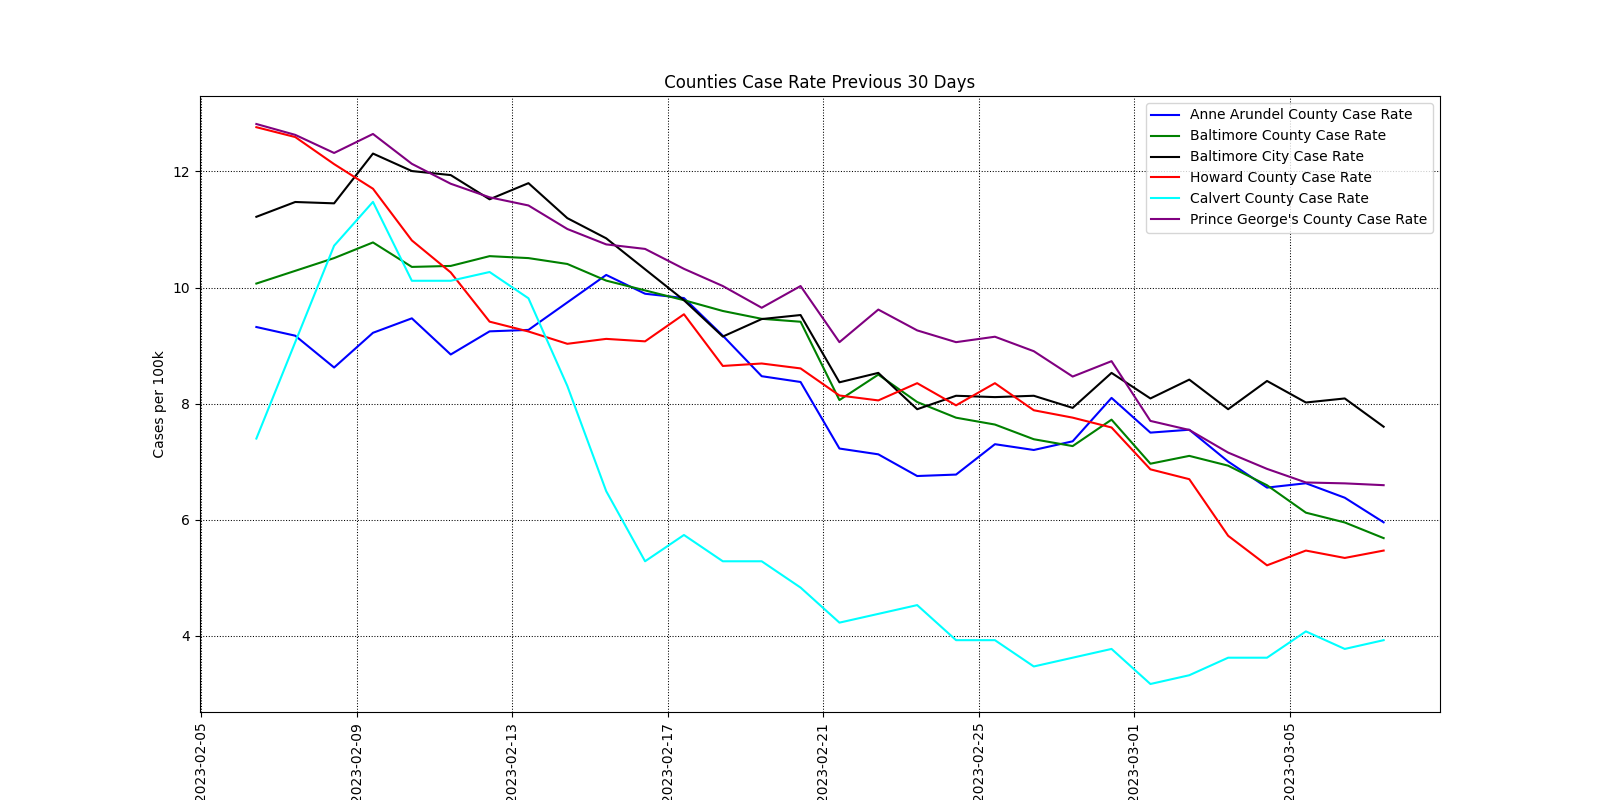 Counties Case Rate Previous 30 Days
Anne Arundel County Case Rate
Baltimore County Case Rate
Baltimore City Case Rate
Howard County Case Rate
Calvert County Case Rate
Prince George's County Case Rate
Cases per 100k
12
10
8
6
4
2023-02-05
2023-02-09
2023-02-13
2023-02-17
2023-02-21
2023-02-25
2023-03-01
2023-03-05